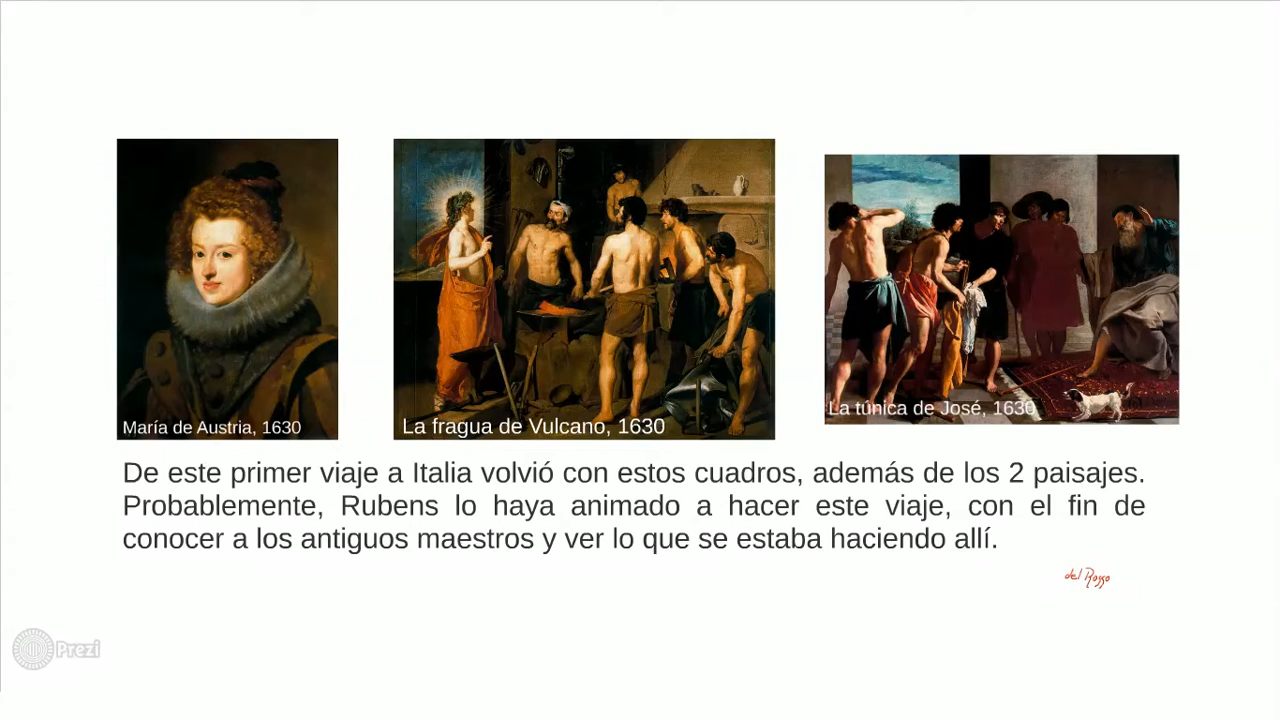 María de Austria, 1630
La fragua de Vulcano, 1630
La túnica de José, 1630
De este primer viaje a Italia volvió con estos cuadros, además de los 2 paisajes.
Probablemente, Rubens lo haya animado a hacer este viaje, con el fin de
conocer a los antiguos maestros y ver lo que se estaba haciendo allí.
del Rosso
Prezi